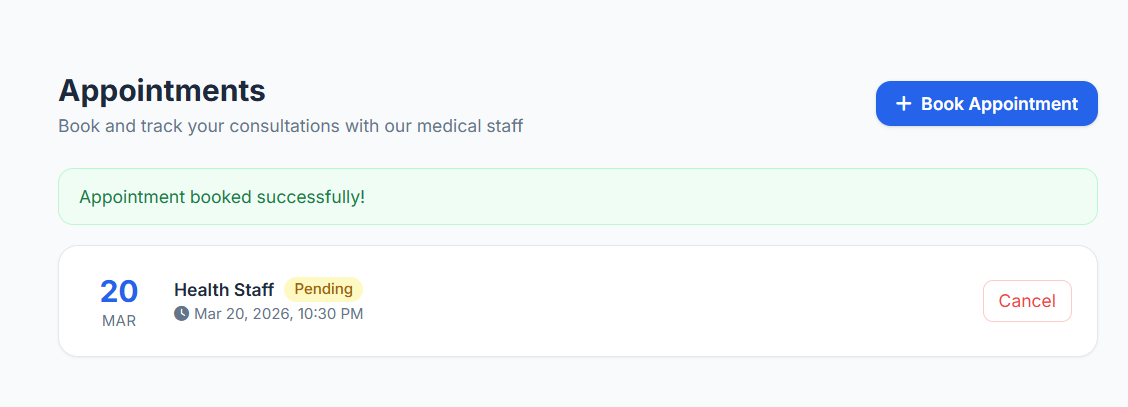 Appointments
Book and track your consultations with our medical staff
Book Appointment
Appointment booked successfully!
20
MAR
Health Staff Pending
Mar 20, 2026, 10:30 PM
Cancel